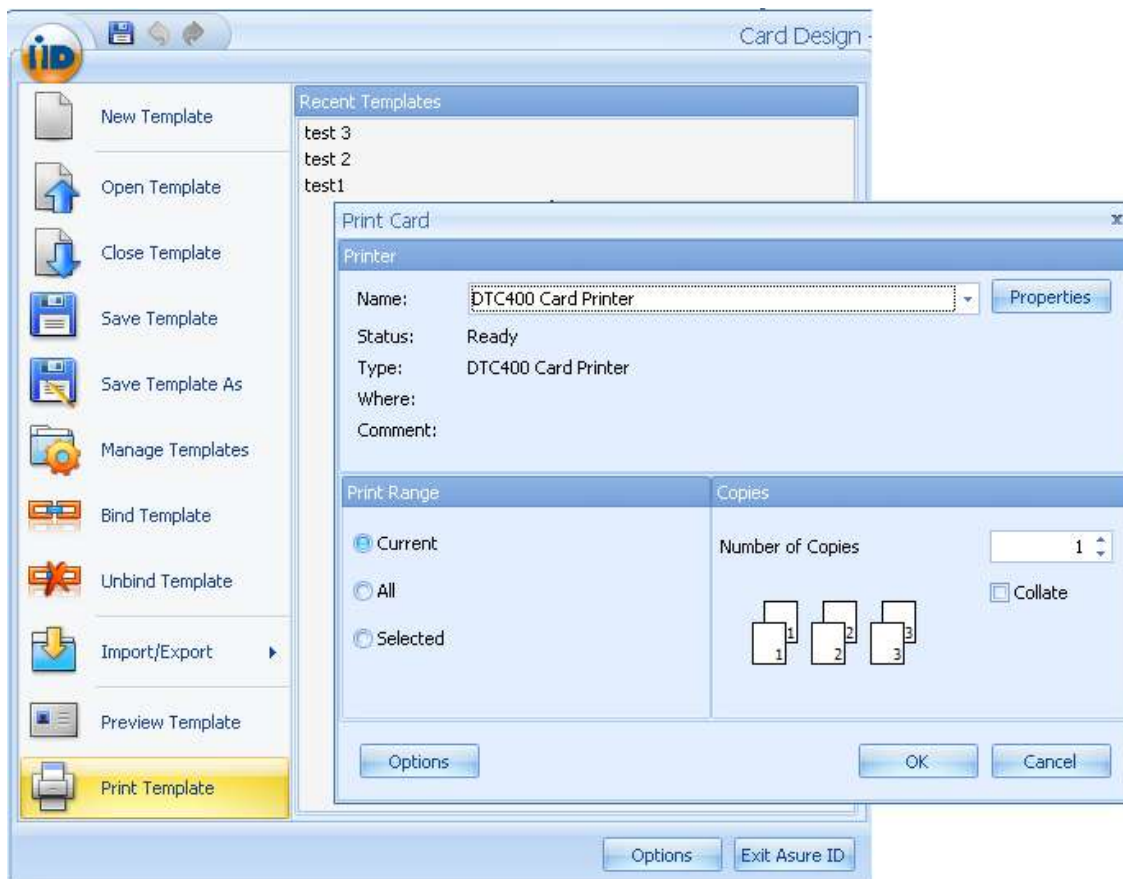 iID
Card Design -
New Template
Open Template
Close Template
Save Template
Save Template As
Manage Templates
Bind Template
Unbind Template
Import/Export
Preview Template
Print Template
Recent Templates
test 3
test 2
test1
Print Card
x
Printer
Name: DTC400 Card Printer Properties
Status: Ready
Type: DTC400 Card Printer
Where:
Comment:
Print Range
Current
All
Selected
Copies
Number of Copies 1
Collate
1 2 3
1 2 3
Options OK Cancel
Options Exit Asure ID